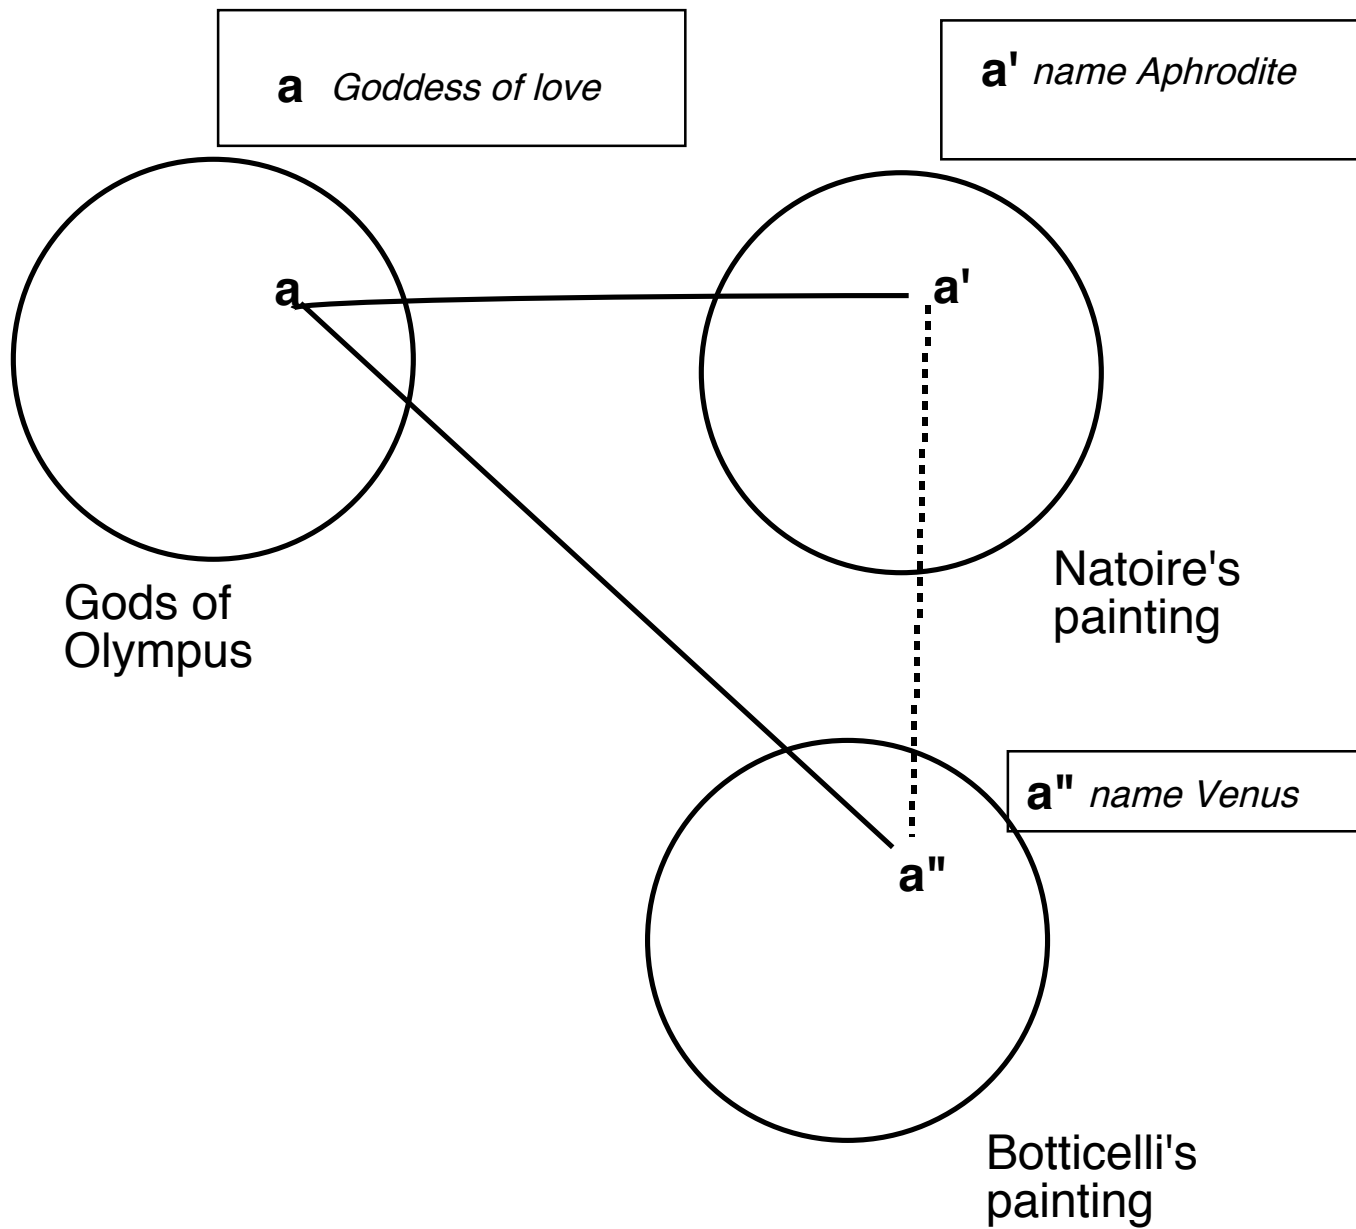 a Goddess of love
a' name Aphrodite
a
a'
Gods of
Olympus
Natoire's
painting
a" name Venus
a"
Botticelli's
painting